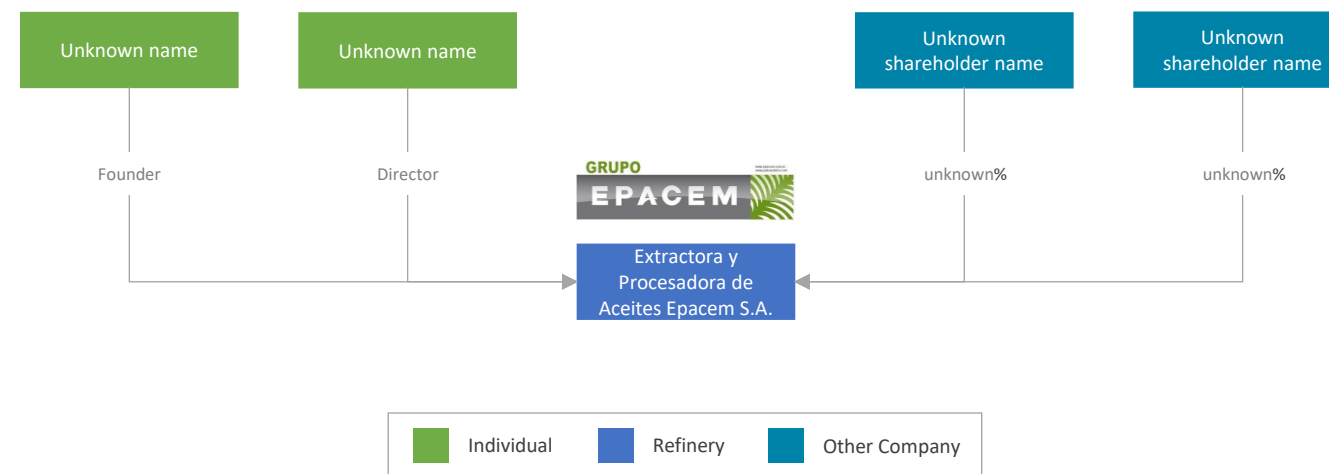 Unknown name
Unknown name
Unknown
shareholder name
Unknown
shareholder name
Founder
Director
GRUPO
EPACEM
unknown%
unknown%
Extractora y
Procesadora de
Aceites Epacem S.A.
Individual
Refinery
Other Company